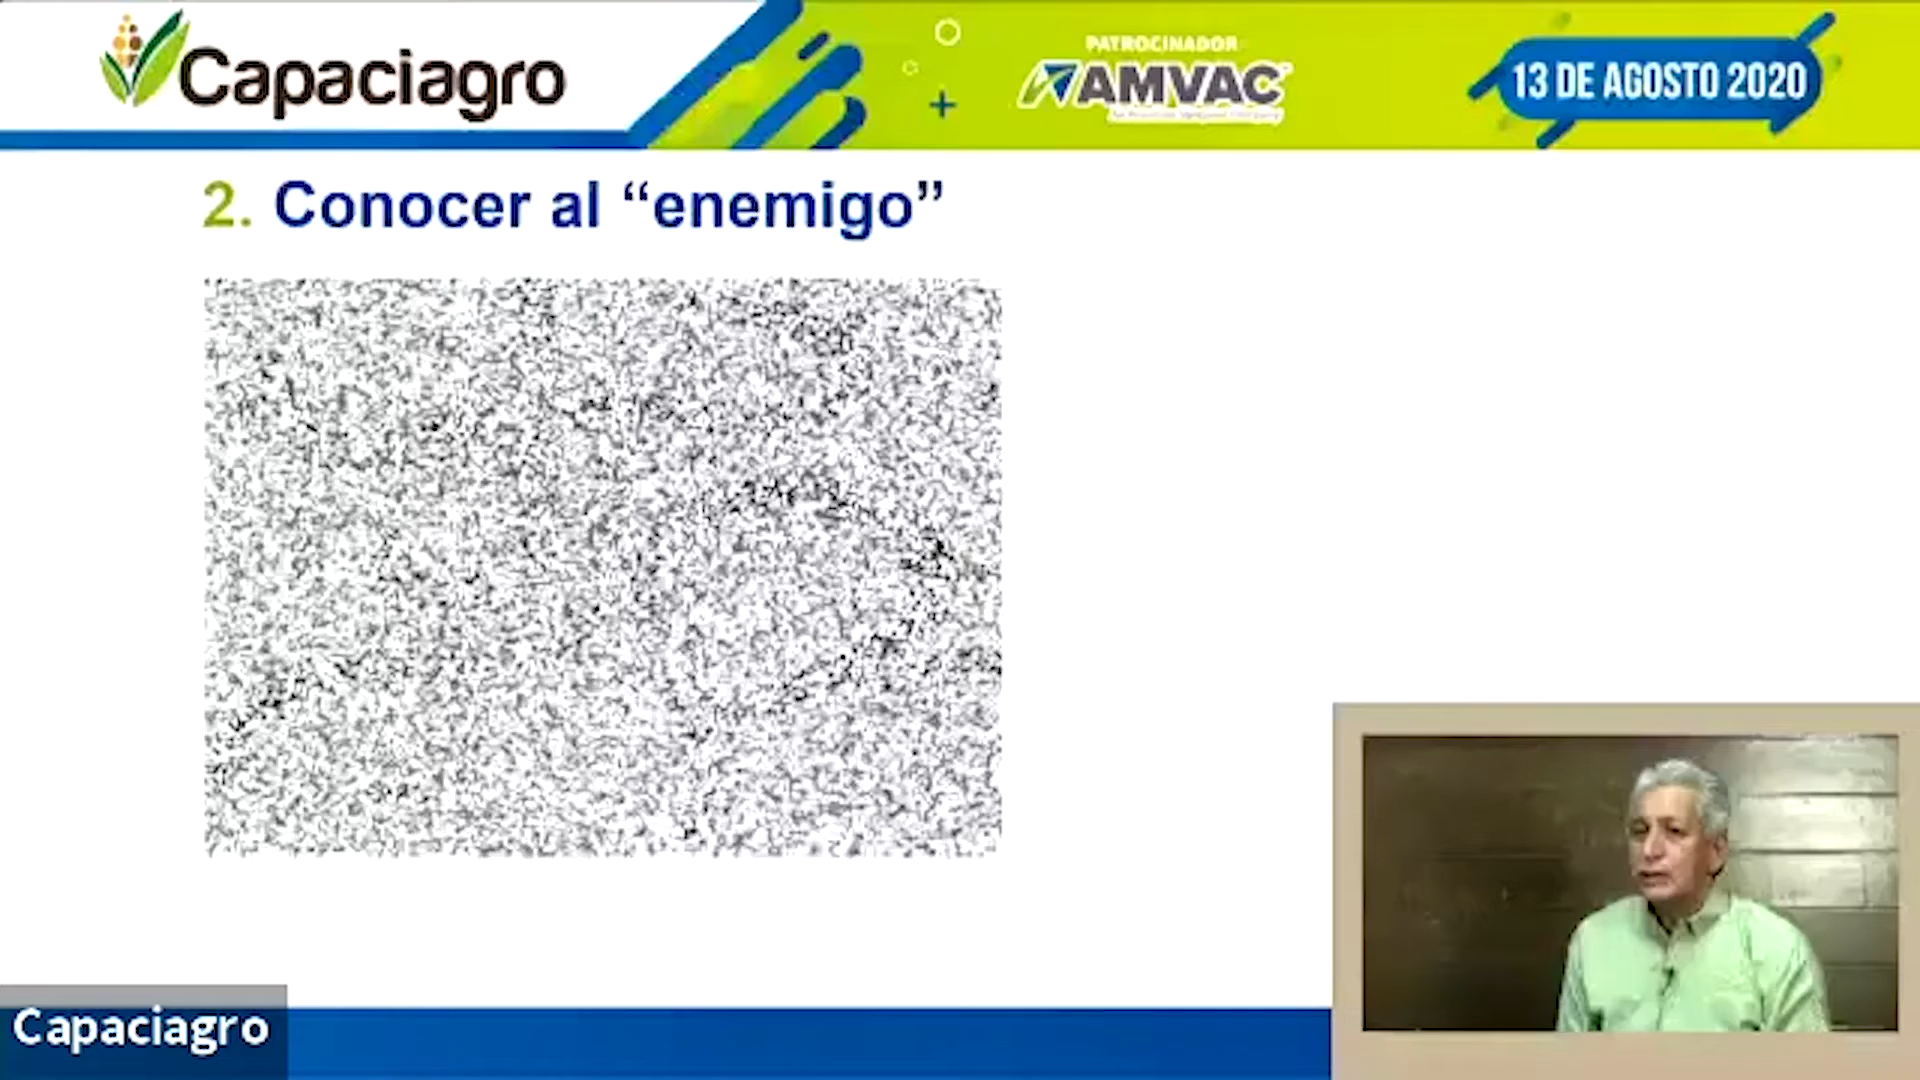 Capaciagro
PATROCINADOR
AMVAC
13 DE AGOSTO 2020
2. Conocer al “enemigo”
Capaciagro